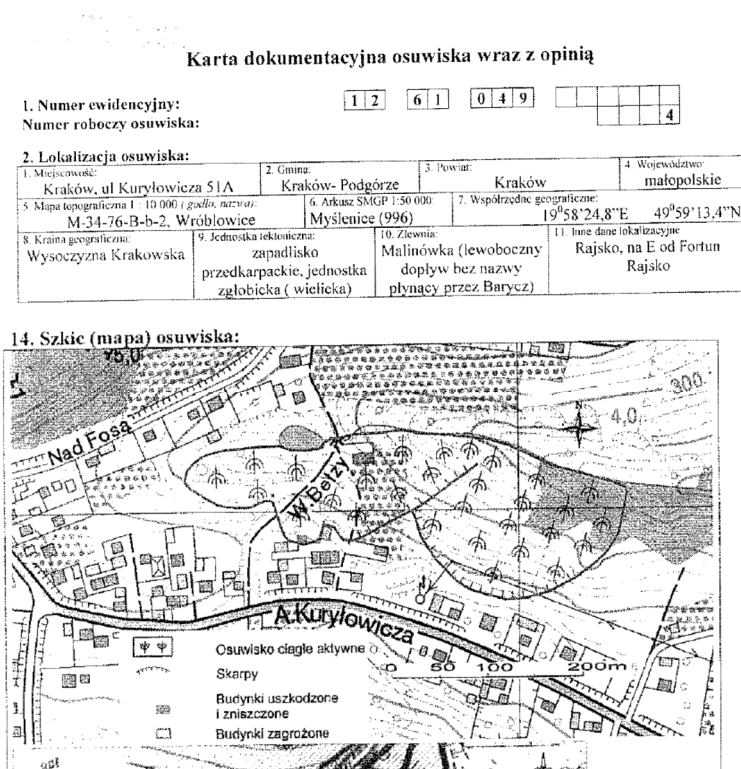 Karta dokumentacyjna osuwiska wraz z opinią
1. Numer ewidencyjny: 1 2 6 1 0 4 9
Numer roboczy osuwiska: 4
2. Lokalizacja osuwiska:
1. Miejscowość: 2. Gmina: 3. Powiat: 4. Województwo:
Kraków, ul Kuryłowicza 51A Kraków- Podgórze Kraków małopolskie
5. Mapa topograficzna 1 : 10 000 (godło, nazwa): 6. Arkusz SMGP 1:50 000: 7. Współrzędne geograficzne:
M-34-76-B-b-2, Wróblowice Myślenice (996) 19⁰58’24,8”E 49⁰59’13,4”N
8. Kraina geograficzna: 9. Jednostka tektoniczna: 10. Zlewnia: 11. Inne dane lokalizacyjne
Wysoczyzna Krakowska zapadlisko Malinówka (lewoboczny Rajsko, na E od Fortun
przedkarpackie, jednostka dopływ bez nazwy Rajsko
zgłobicka ( wielicka) płynący przez Barycz)
14. Szkic (mapa) osuwiska:
75,0
300
4,0
N
Nad Fosą
W.Bełzy
A.Kuryłowicza
0 50 100 200m
Osuwisko ciągle aktywne
Skarpy
Budynki uszkodzone
i zniszczone
Budynki zagrożone